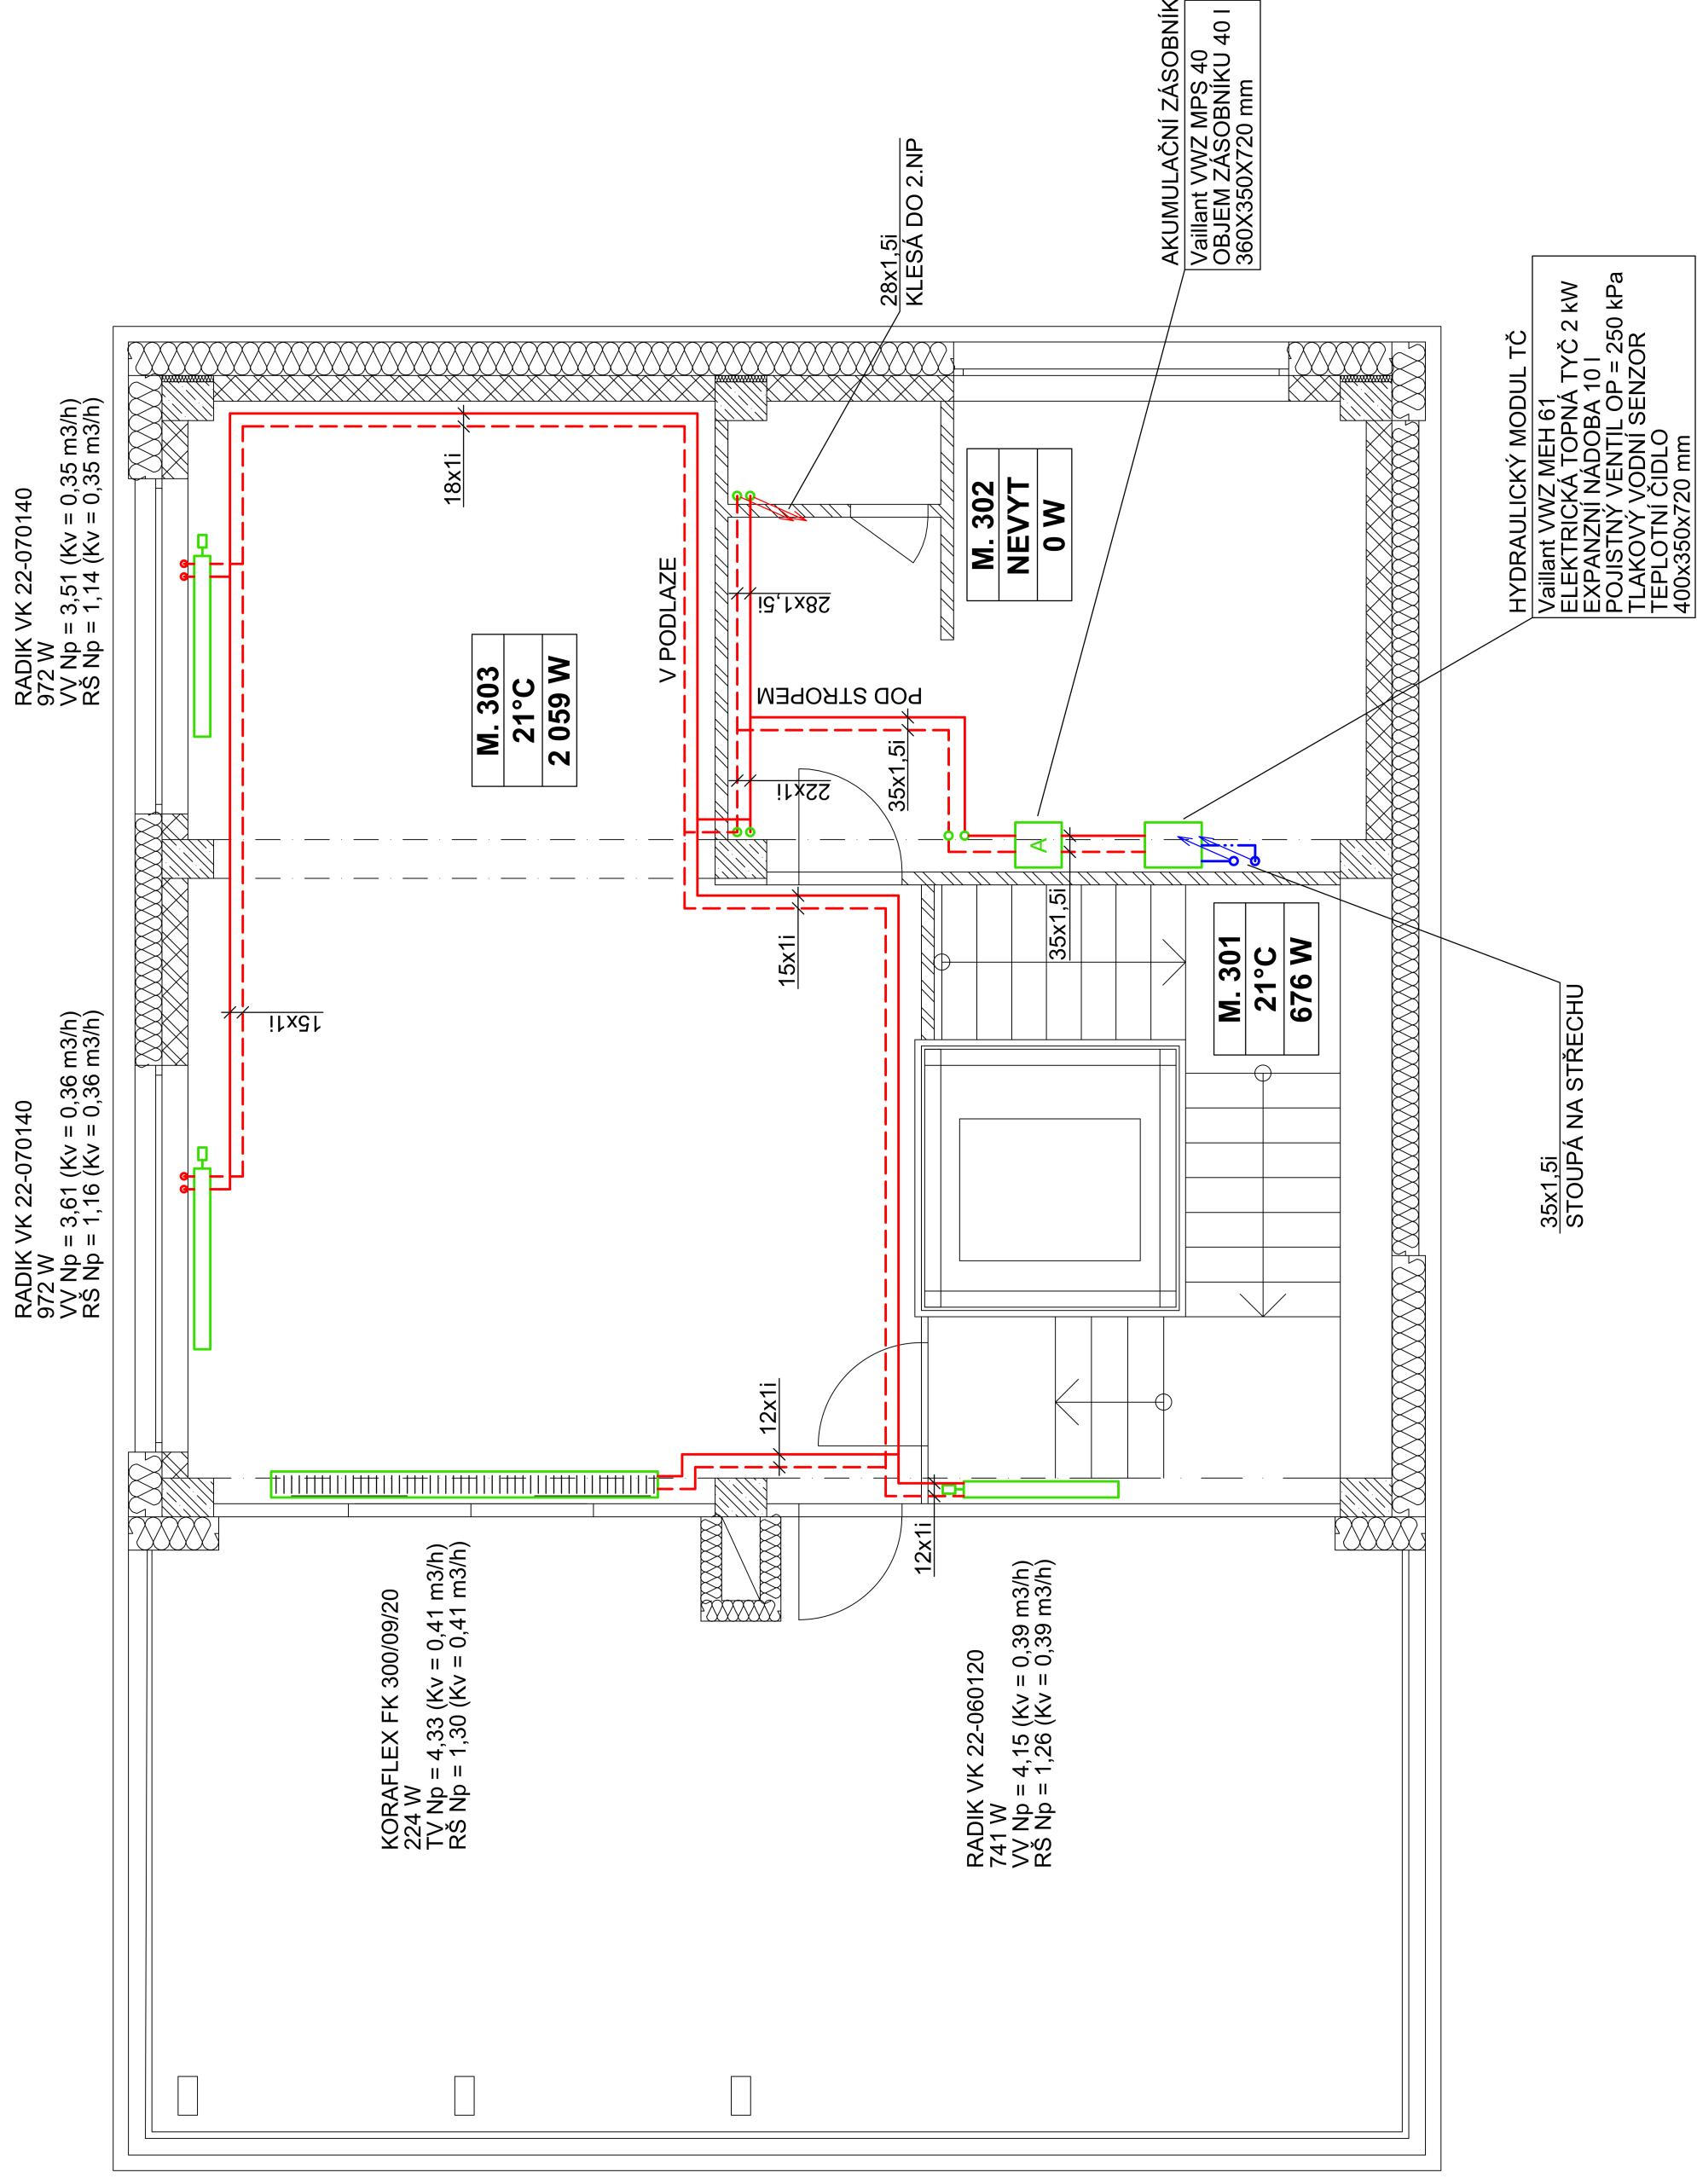 RADIK VK 22-070140
972 W
VV Np = 3,61 (Kv = 0,36 m3/h)
RŠ Np = 1,16 (Kv = 0,36 m3/h)
RADIK VK 22-070140
972 W
VV Np = 3,51 (Kv = 0,35 m3/h)
RŠ Np = 1,14 (Kv = 0,35 m3/h)
15x1i
18x1i
M. 303
21°C
2 059 W
V PODLAZE
KORAFLEX FK 300/09/20
224 W
TV Np = 4,33 (Kv = 0,41 m3/h)
RŠ Np = 1,30 (Kv = 0,41 m3/h)
12x1i
15x1i
22x1i
28x1,5i
POD STROPEM
35x1,5i
28x1,5i
KLESÁ DO 2.NP
12x1i
RADIK VK 22-060120
741 W
VV Np = 4,15 (Kv = 0,39 m3/h)
RŠ Np = 1,26 (Kv = 0,39 m3/h)
M. 302
NEVYT
0 W
A
35x1,5i
AKUMULAČNÍ ZÁSOBNÍK
Vaillant VWZ MPS 40
OBJEM ZÁSOBNÍKU 40 l
360X350X720 mm
M. 301
21°C
676 W
35x1,5i
STOUPÁ NA STŘECHU
HYDRAULICKÝ MODUL TČ
Vaillant VWZ MEH 61
ELEKTRICKÁ TOPNÁ TYČ 2 kW
EXPANZNÍ NÁDOBA 10 l
POJISTNÝ VENTIL OP = 250 kPa
TLAKOVÝ VODNÍ SENZOR
TEPLOTNÍ ČIDLO
400x350x720 mm